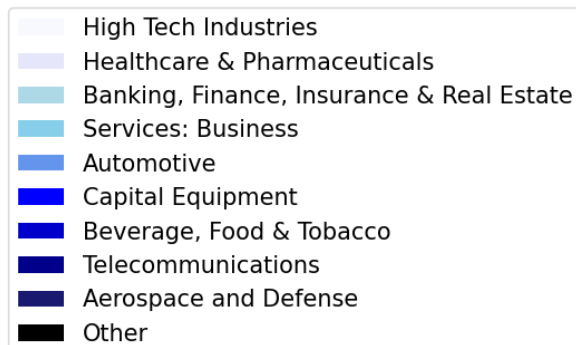 High Tech Industries
Healthcare & Pharmaceuticals
Banking, Finance, Insurance & Real Estate
Services: Business
Automotive
Capital Equipment
Beverage, Food & Tobacco
Telecommunications
Aerospace and Defense
Other